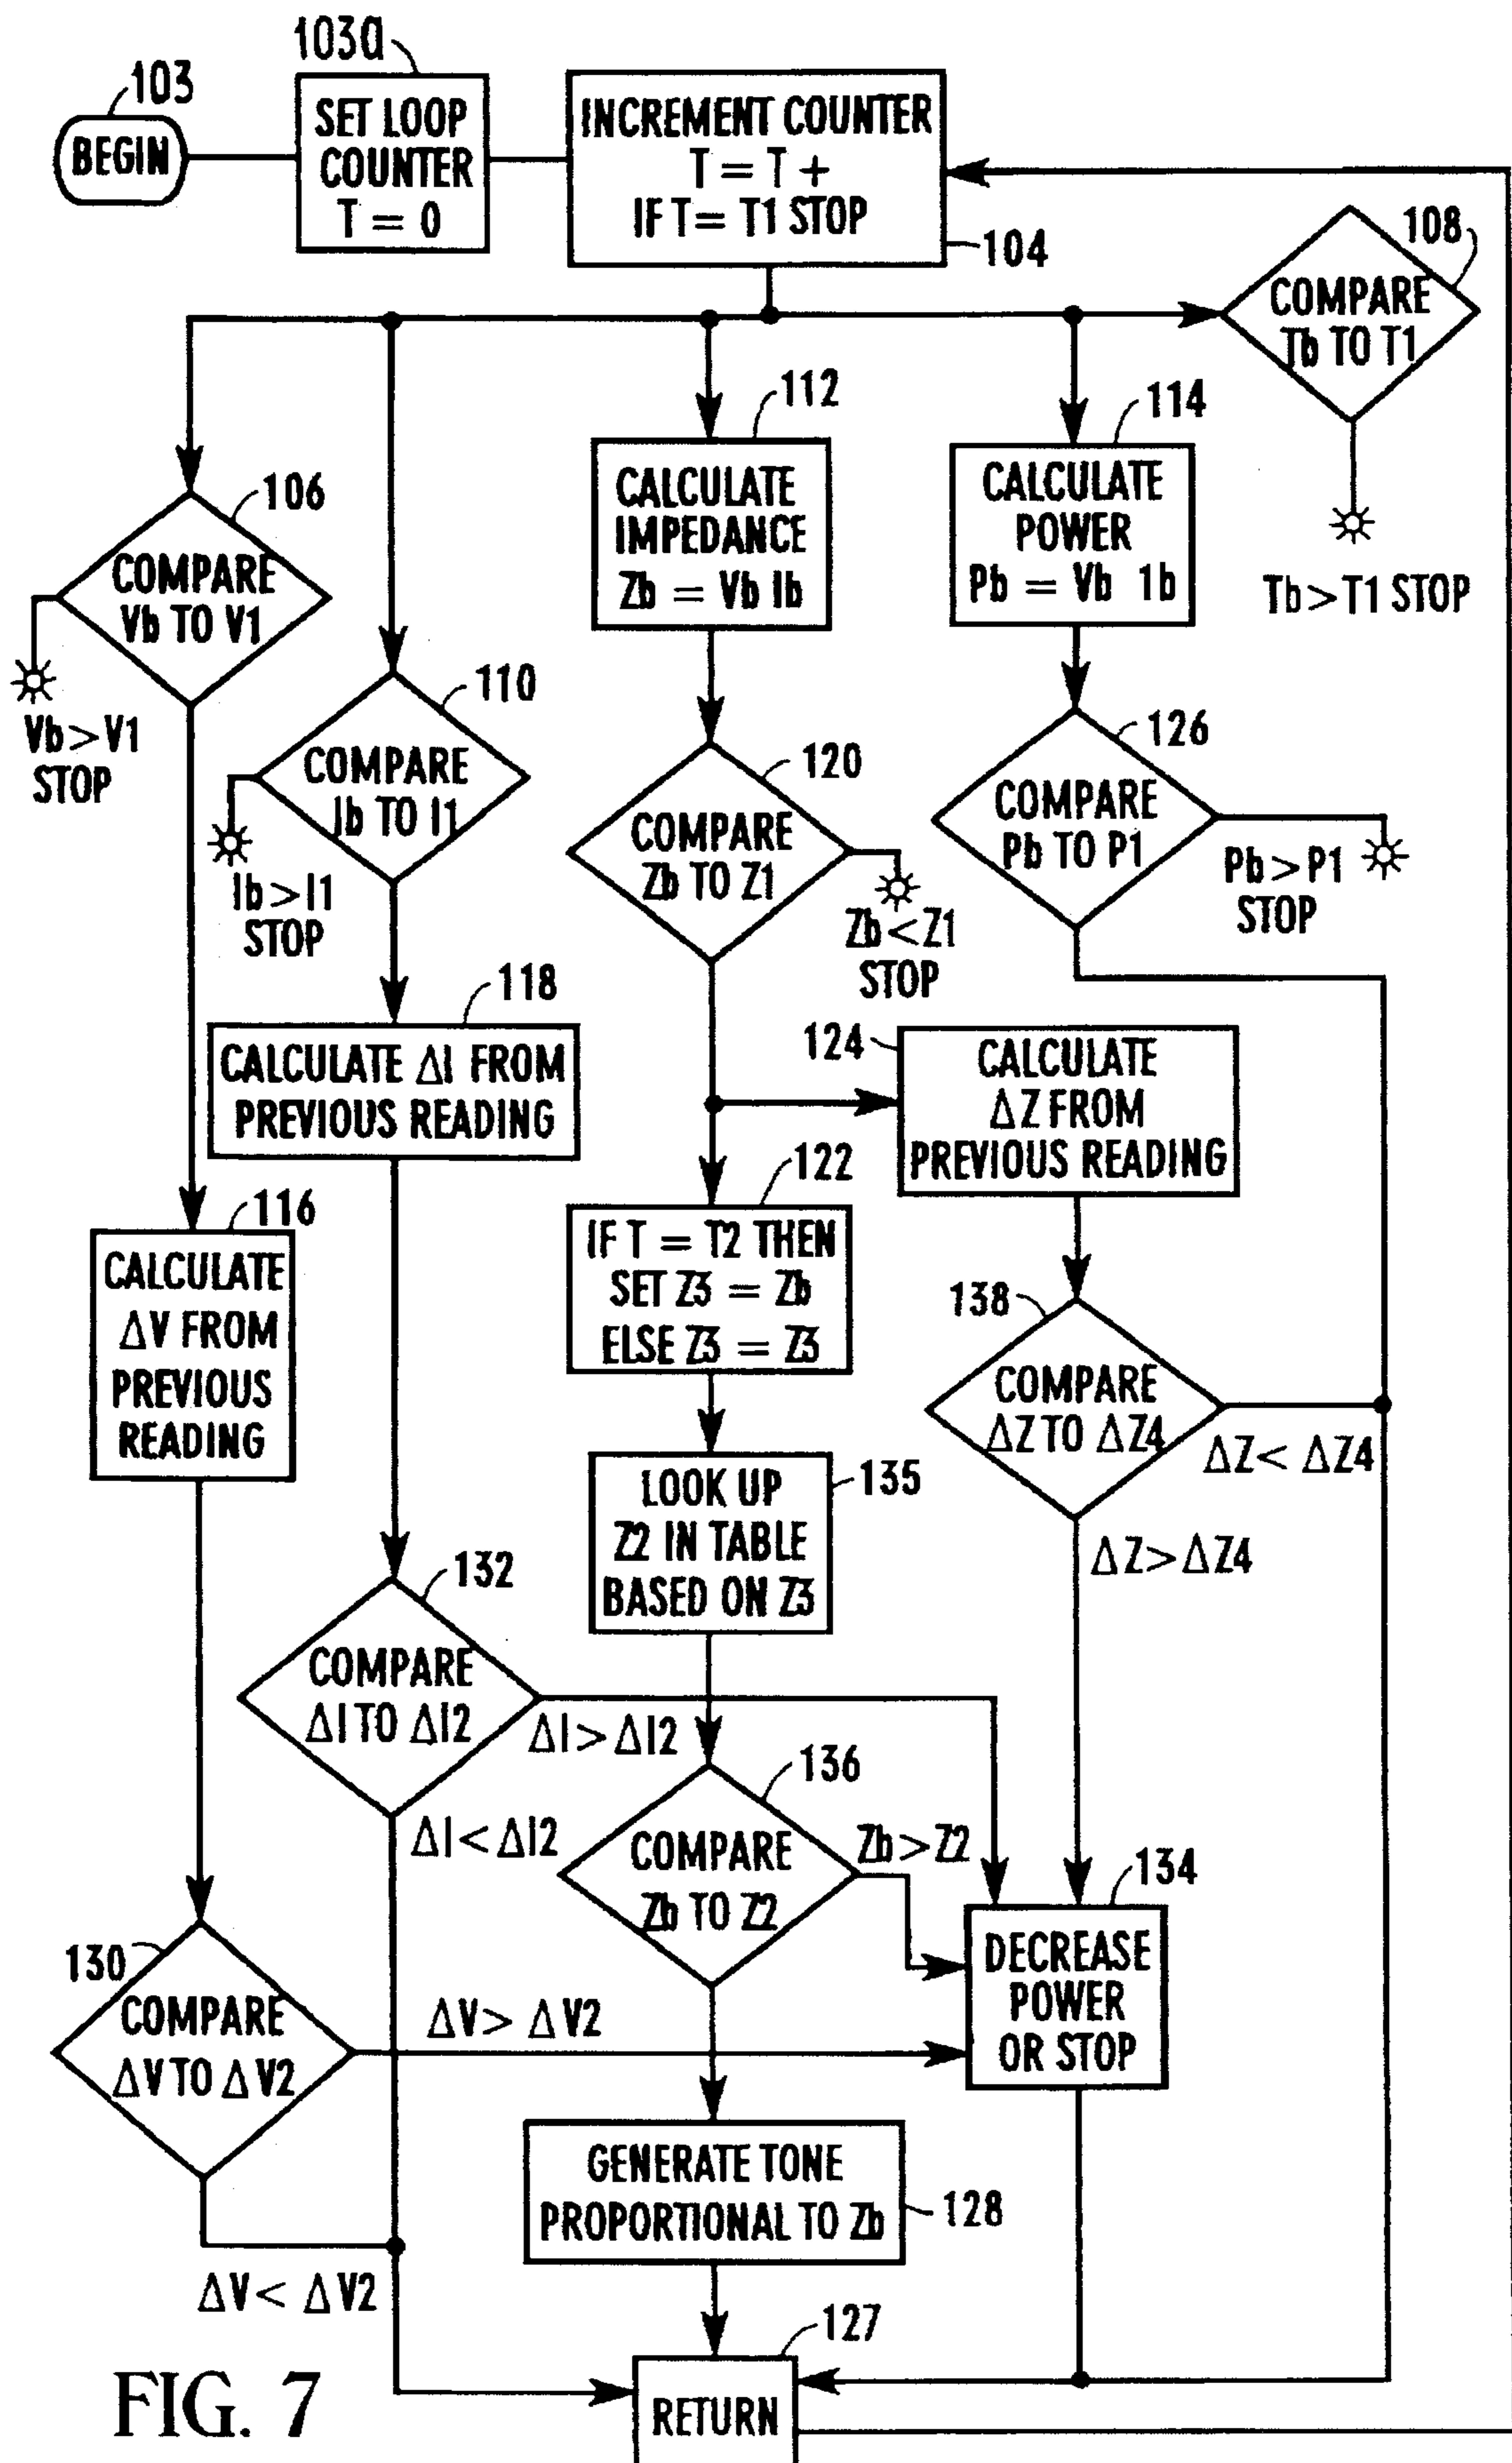 103
BEGIN
103a
SET LOOP
COUNTER
T = 0
INCREMENT COUNTER
T = T +
IF T = T1 STOP
104
108
COMPARE
Tb TO T1
Tb > T1 STOP
106
COMPARE
Vb TO V1
Vb > V1
STOP
110
COMPARE
Ib TO I1
Ib > I1
STOP
112
CALCULATE
IMPEDANCE
Zb = Vb Ib
114
CALCULATE
POWER
Pb = Vb 1b
120
COMPARE
Zb TO Z1
Zb < Z1
STOP
126
COMPARE
Pb TO P1
Pb > P1
STOP
118
CALCULATE ΔI FROM
PREVIOUS READING
124
CALCULATE
ΔZ FROM
PREVIOUS READING
116
CALCULATE
ΔV FROM
PREVIOUS
READING
122
IF T = T2 THEN
SET Z3 = Zb
ELSE Z3 = Z3
138
COMPARE
ΔZ TO ΔZ4
ΔZ < ΔZ4
ΔZ > ΔZ4
135
LOOK UP
Z2 IN TABLE
BASED ON Z3
132
COMPARE
ΔI TO ΔI2
ΔI > ΔI2
ΔI < ΔI2
136
COMPARE
Zb TO Z2
Zb > Z2
134
DECREASE
POWER
OR STOP
130
COMPARE
ΔV TO ΔV2
ΔV > ΔV2
ΔV < ΔV2
GENERATE TONE
PROPORTIONAL TO Zb
128
127
RETURN
FIG. 7